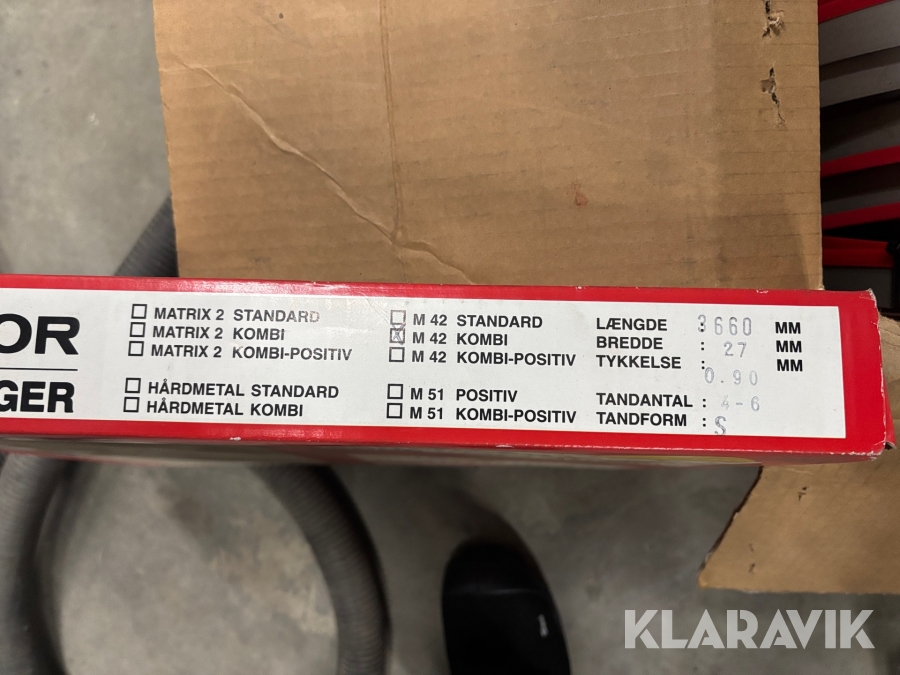 OR
GER
☐ MATRIX 2 STANDARD
☐ MATRIX 2 KOMBI
☐ MATRIX 2 KOMBI-POSITIV
☐ HÅRDMETAL STANDARD
☐ HÅRDMETAL KOMBI
☐ M 42 STANDARD
☒ M 42 KOMBI
☐ M 42 KOMBI-POSITIV
☐ M 51 POSITIV
☐ M 51 KOMBI-POSITIV
LÆNGDE : 3660 MM
BREDDE : 27 MM
TYKKELSE : 0.90 MM
TANDANTAL : 4-6
TANDFORM : S
KLARAVIK